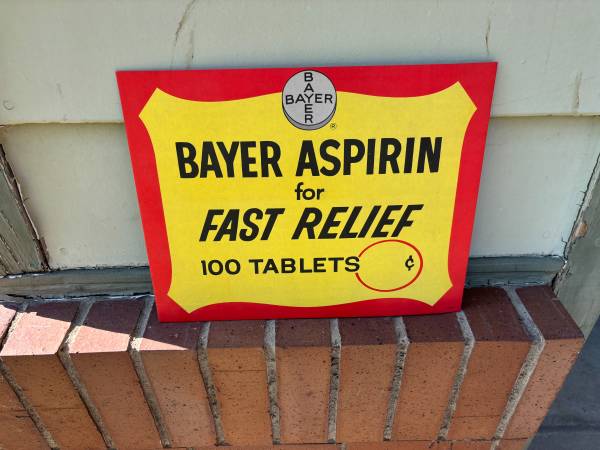 BAYER
BAYER
®
BAYER ASPIRIN
for
FAST RELIEF
100 TABLETS ¢